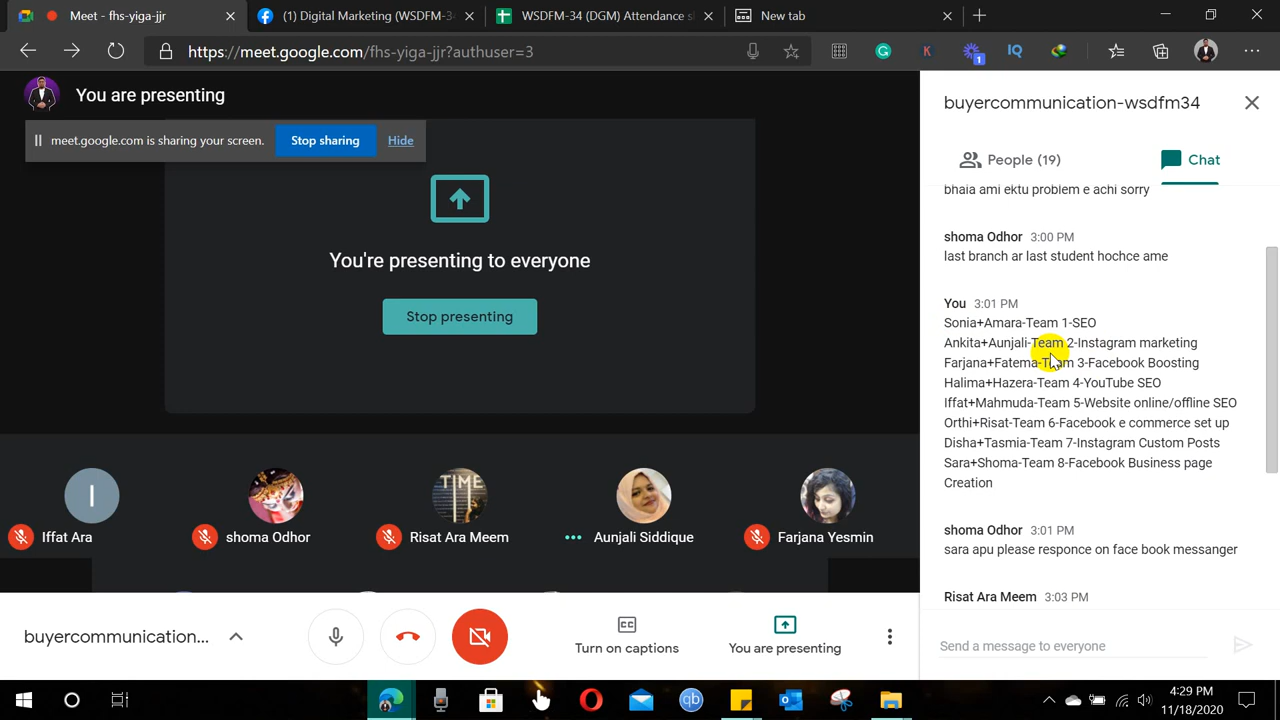 Meet - fhs-yiga-jjr
(1) Digital Marketing (WSDFM-34)
WSDFM-34 (DGM) Attendance s
New tab
https://meet.google.com/fhs-yiga-jjr?authuser=3
K
1
IQ
You are presenting
meet.google.com is sharing your screen.
Stop sharing
Hide
You're presenting to everyone
Stop presenting
TIME
I
Iffat Ara
shoma Odhor
Risat Ara Meem
Aunjali Siddique
Farjana Yesmin
buyercommunication...
CC
Turn on captions
You are presenting
buyercommunication-wsdfm34
People (19)
Chat
bhaia ami ektu problem e achi sorry
shoma Odhor 3:00 PM
last branch ar last student hochce ame
You 3:01 PM
Sonia+Amara-Team 1-SEO
Ankita+Aunjali-Team 2-Instagram marketing
Farjana+Fatema-Team 3-Facebook Boosting
Halima+Hazera-Team 4-YouTube SEO
Iffat+Mahmuda-Team 5-Website online/offline SEO
Orthi+Risat-Team 6-Facebook e commerce set up
Disha+Tasmia-Team 7-Instagram Custom Posts
Sara+Shoma-Team 8-Facebook Business page
Creation
shoma Odhor 3:01 PM
sara apu please responce on face book messanger
Risat Ara Meem 3:03 PM
Send a message to everyone
qb
4:29 PM
11/18/2020